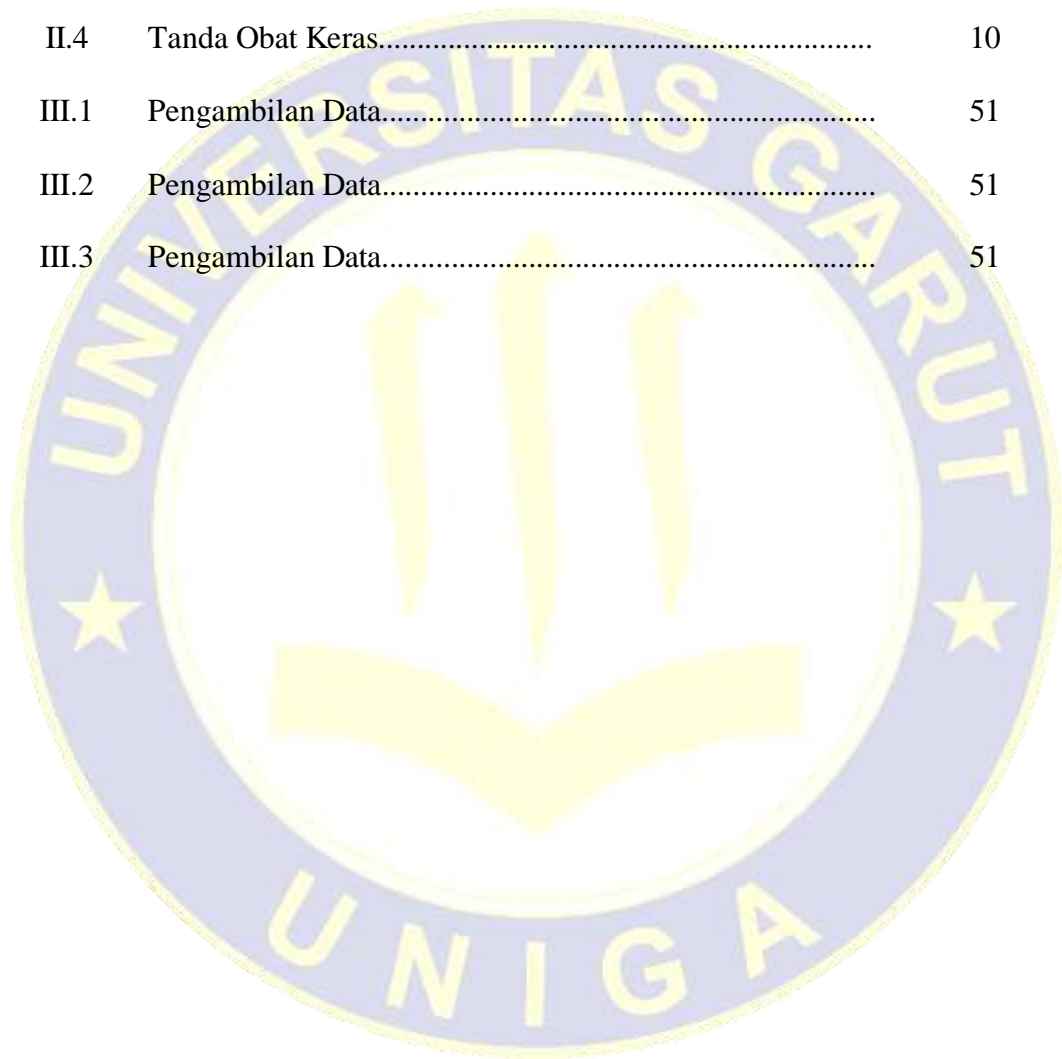 II.4 Tanda Obat Keras............................................................... 10
III.1 Pengambilan Data............................................................... 51
III.2 Pengambilan Data............................................................... 51
III.3 Pengambilan Data............................................................... 51
UNIVERSITAS GARUT
UNIGA